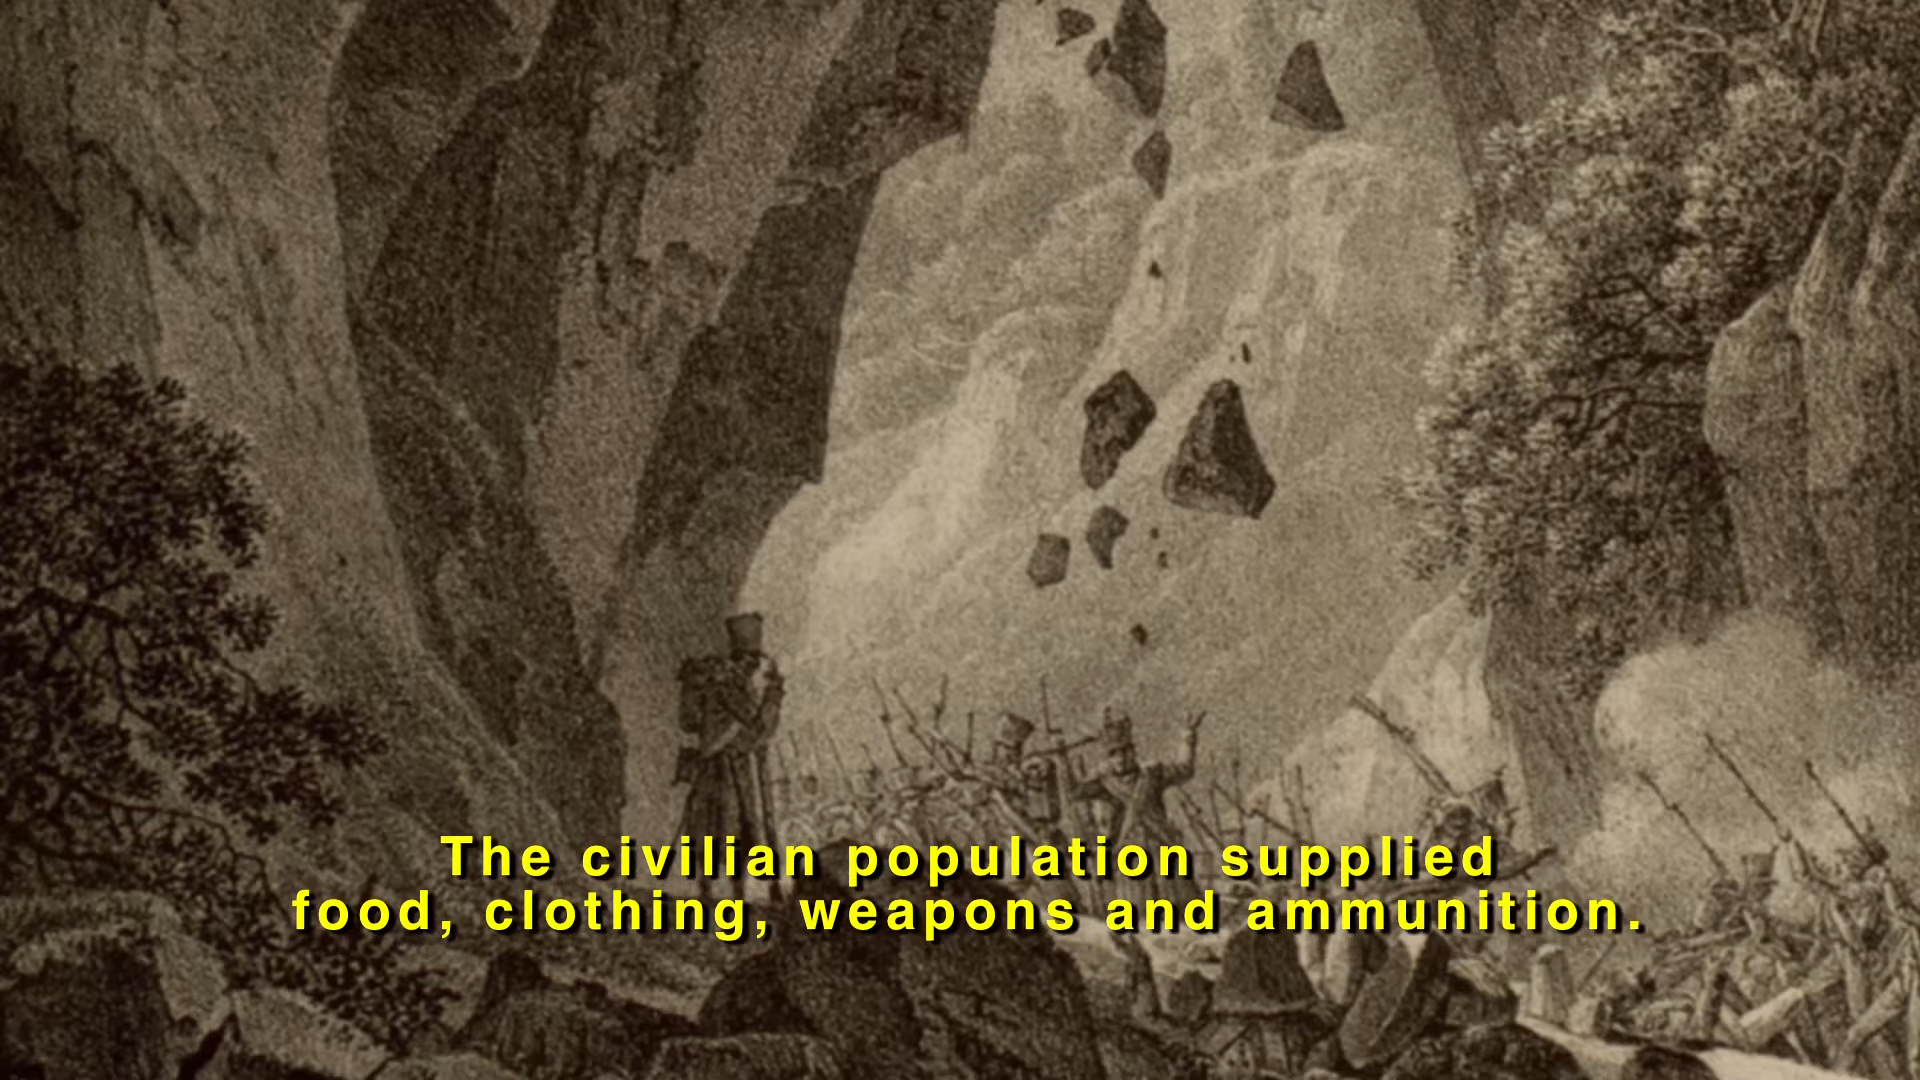 The civilian population supplied
food, clothing, weapons and ammunition.